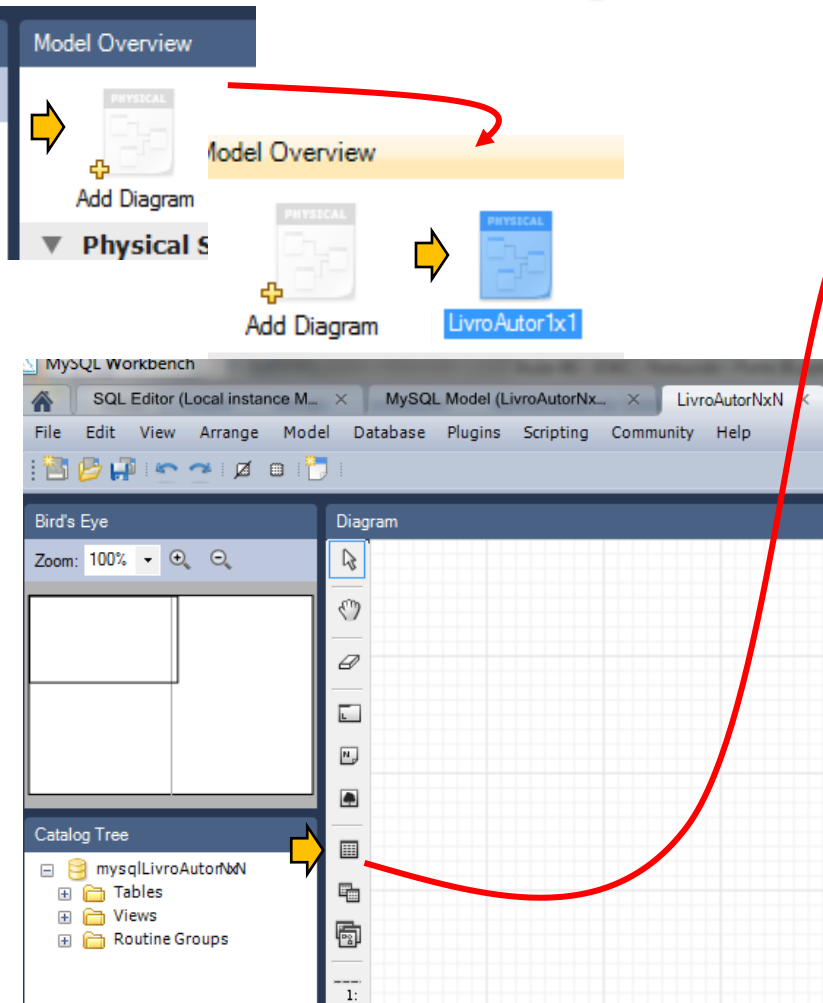 Model Overview
PHYSICAL
Add Diagram
Physical S
Model Overview
PHYSICAL
PHYSICAL
Add Diagram
LivroAutor1x1
MySQL Workbench
SQL Editor (Local instance M... × MySQL Model (LivroAutorNx... × LivroAutorNxN ×
File Edit View Arrange Model Database Plugins Scripting Community Help
Bird's Eye
Diagram
Zoom: 100%
N
Catalog Tree
mysqlLivroAutorNxN
Tables
Views
Routine Groups
1: